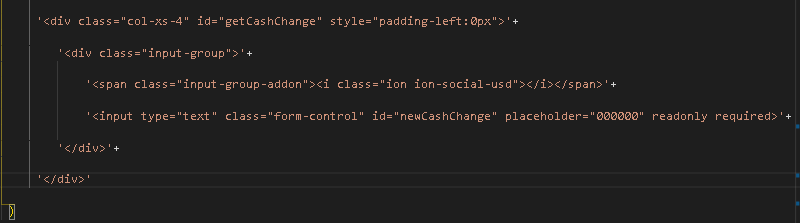 '<div class="col-xs-4" id="getCashChange" style="padding-left:0px">'+
'<div class="input-group">'+
'<span class="input-group-addon"><i class="ion ion-social-usd"></i></span>'+
'<input type="text" class="form-control" id="newCashChange" placeholder="000000" readonly required>'+
'</div>'+
'</div>'
)